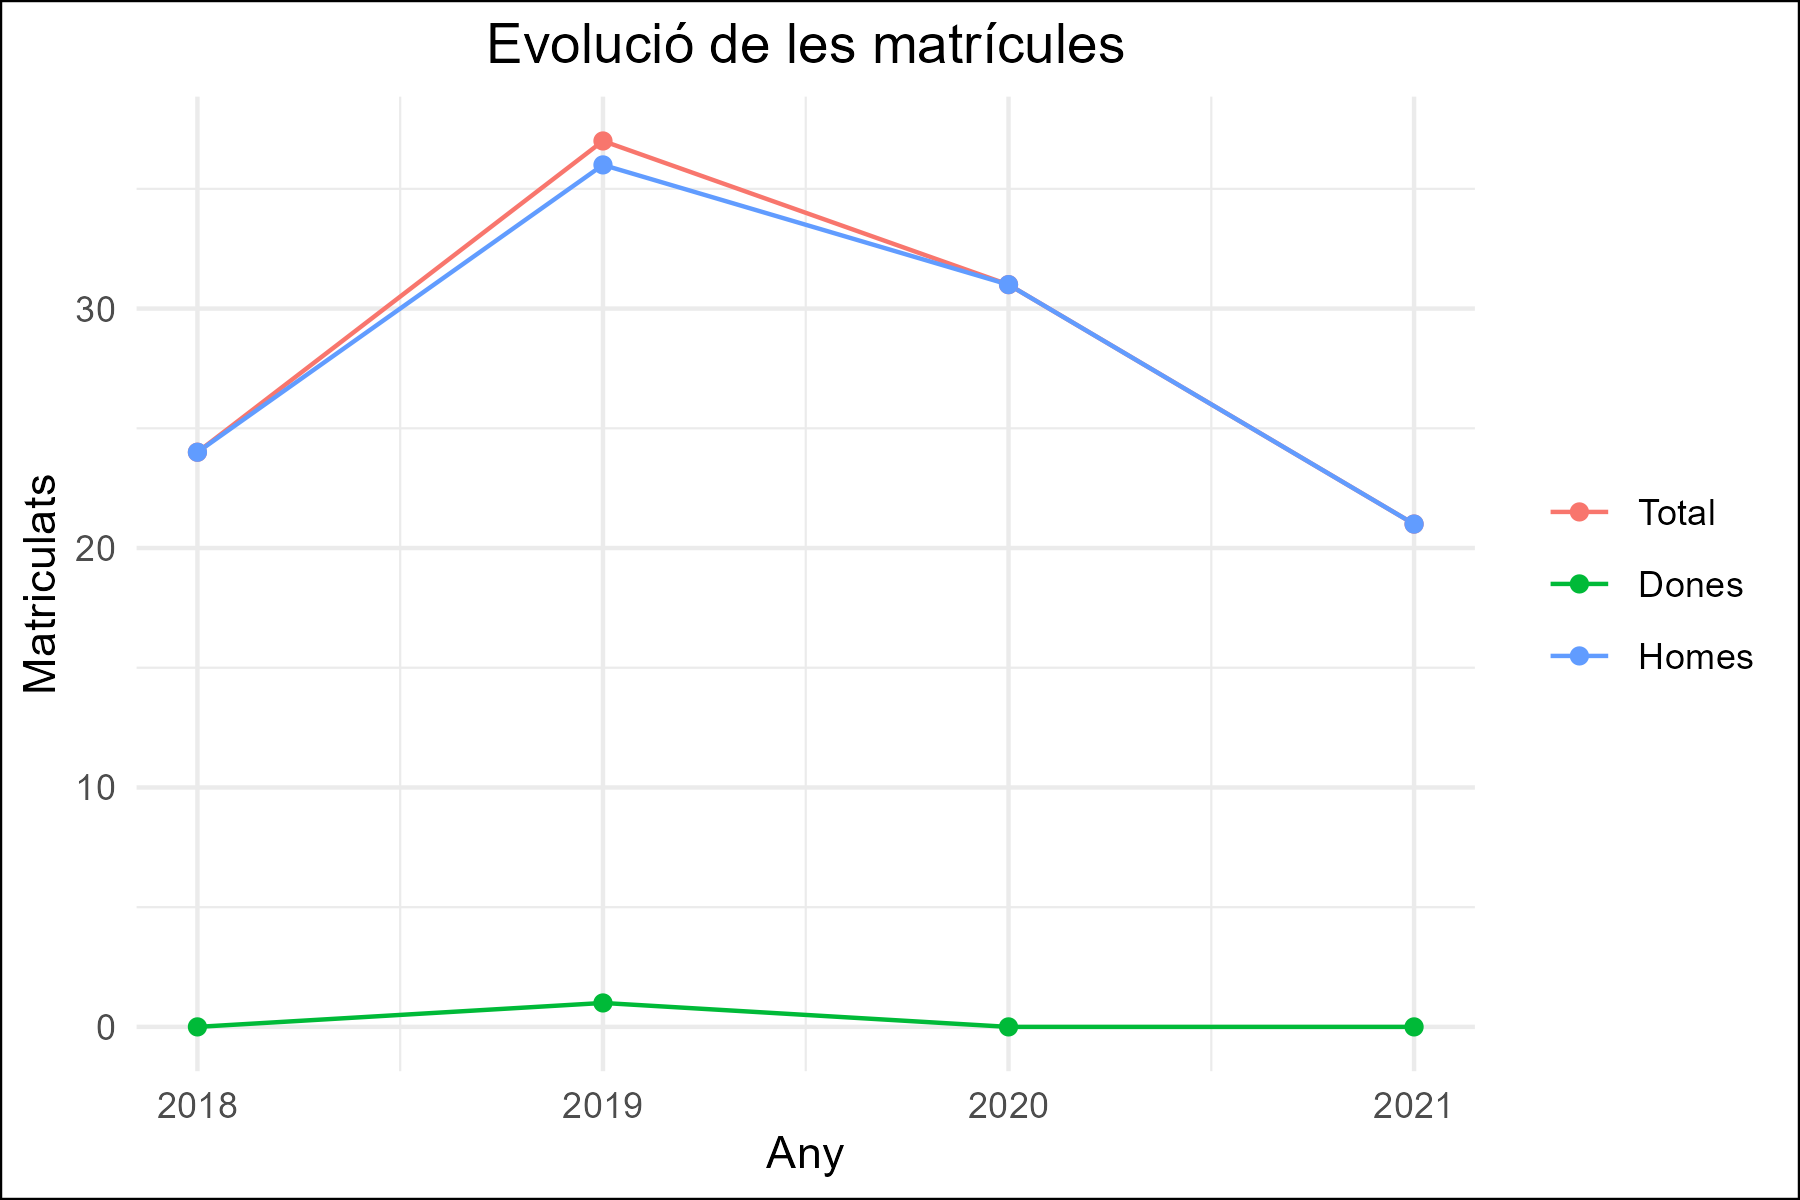 Evolució de les matrícules
Matriculats
30
20
10
0
2018
2019
2020
2021
Any
Total
Dones
Homes